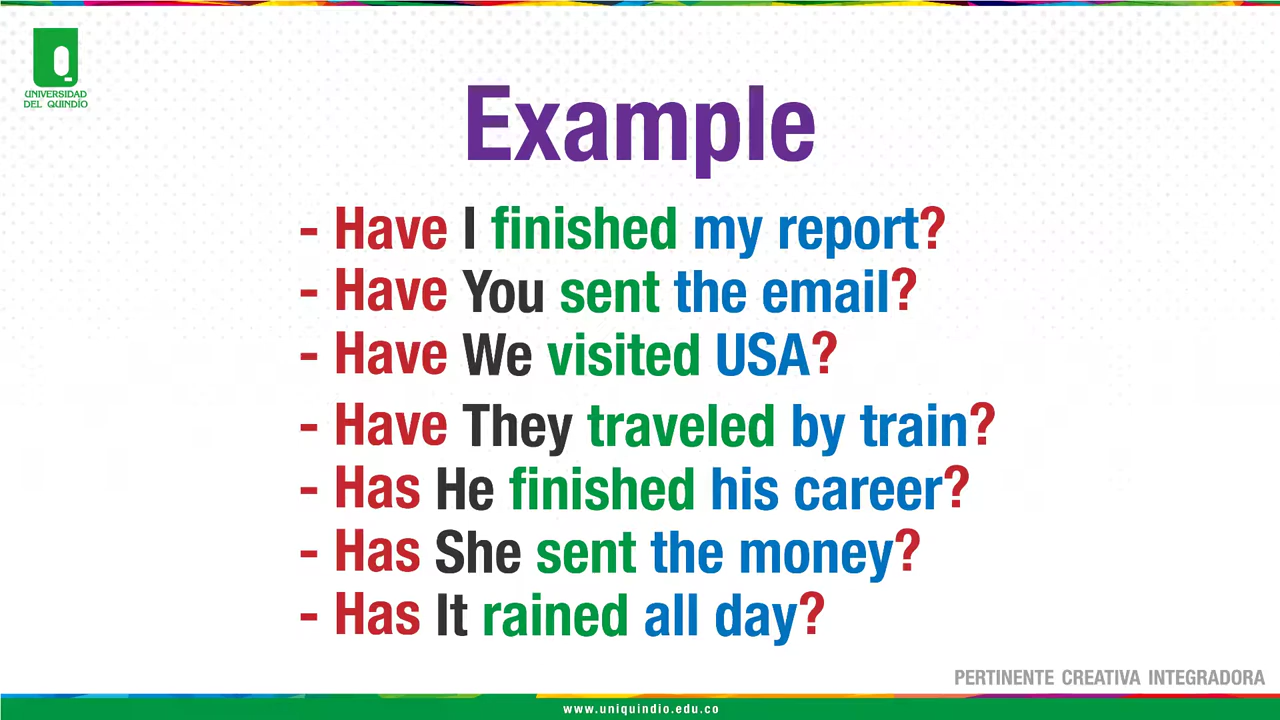 UNIVERSIDAD
DEL QUINDÍO
Example
- Have I finished my report?
- Have You sent the email?
- Have We visited USA?
- Have They traveled by train?
- Has He finished his career?
- Has She sent the money?
- Has It rained all day?
PERTINENTE CREATIVA INTEGRADORA
www.uniquindio.edu.co